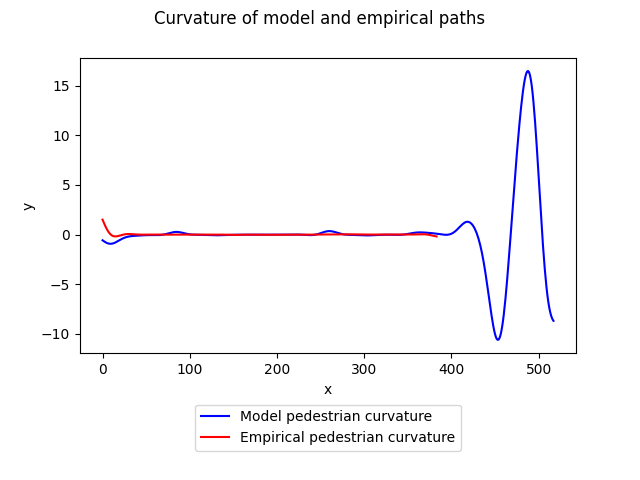 Curvature of model and empirical paths
15
10
5
0
−5
−10
y
0 100 200 300 400 500
x
Model pedestrian curvature
Empirical pedestrian curvature